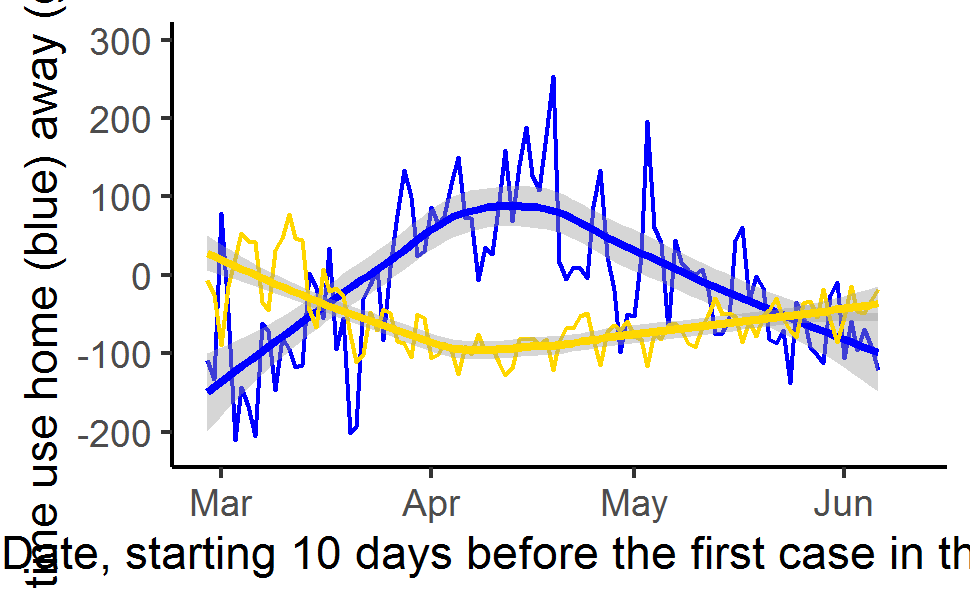 time use home (blue) away (
300
200
100
0
-100
-200
Mar Apr May Jun
Date, starting 10 days before the first case in th